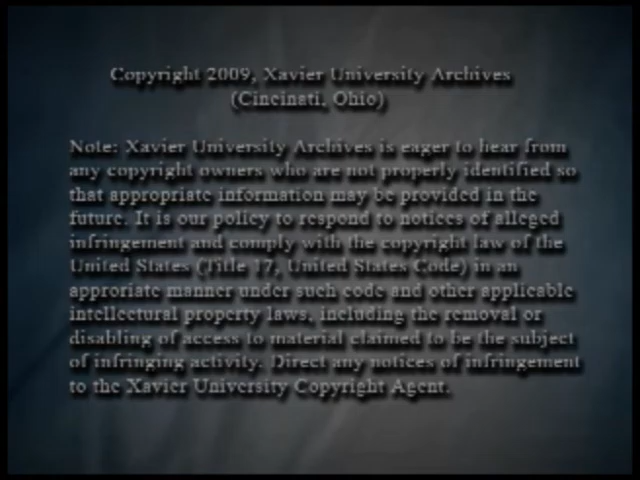 Copyright 2009, Xavier University Archives
(Cincinati, Ohio)
Note: Xavier University Archives is eager to hear from
any copyright owners who are not properly identified so
that appropriate information may be provided in the
future. It is our policy to respond to notices of alleged
infringement and comply with the copyright law of the
United States (Title 17, United States Code) in an
approriate manner under such code and other applicable
intellectural property laws, including the removal or
disabling of access to material claimed to be the subject
of infringing activity. Direct any notices of infringement
to the Xavier University Copyright Agent.